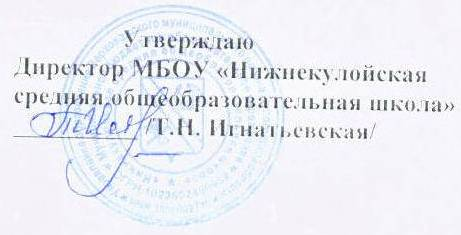 Утверждаю
Директор МБОУ «Нижнекулойская
средняя общеобразовательная школа»
/Т.Н. Игнатьевская/